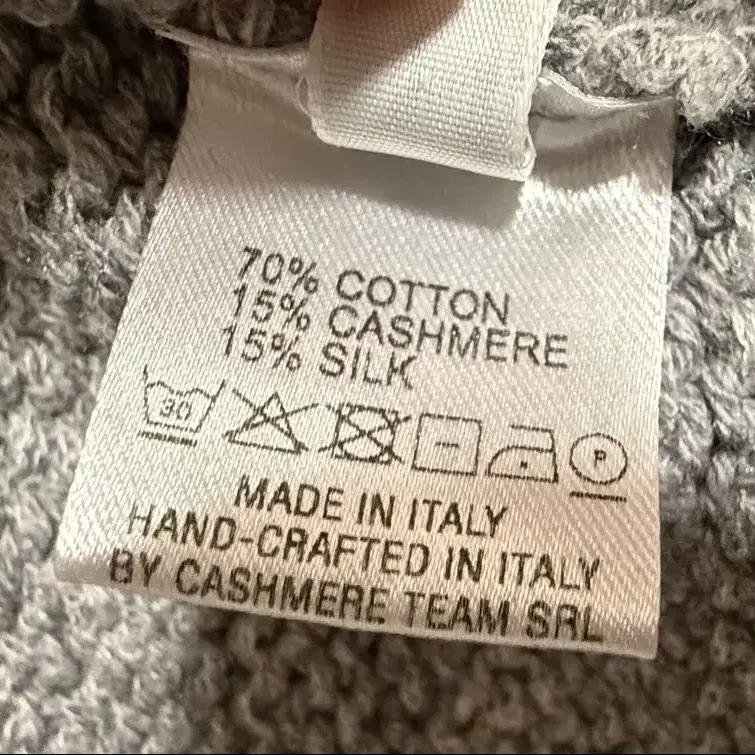 70% COTTON
15% CASHMERE
15% SILK
30
P
MADE IN ITALY
HAND-CRAFTED IN ITALY
BY CASHMERE TEAM SRL